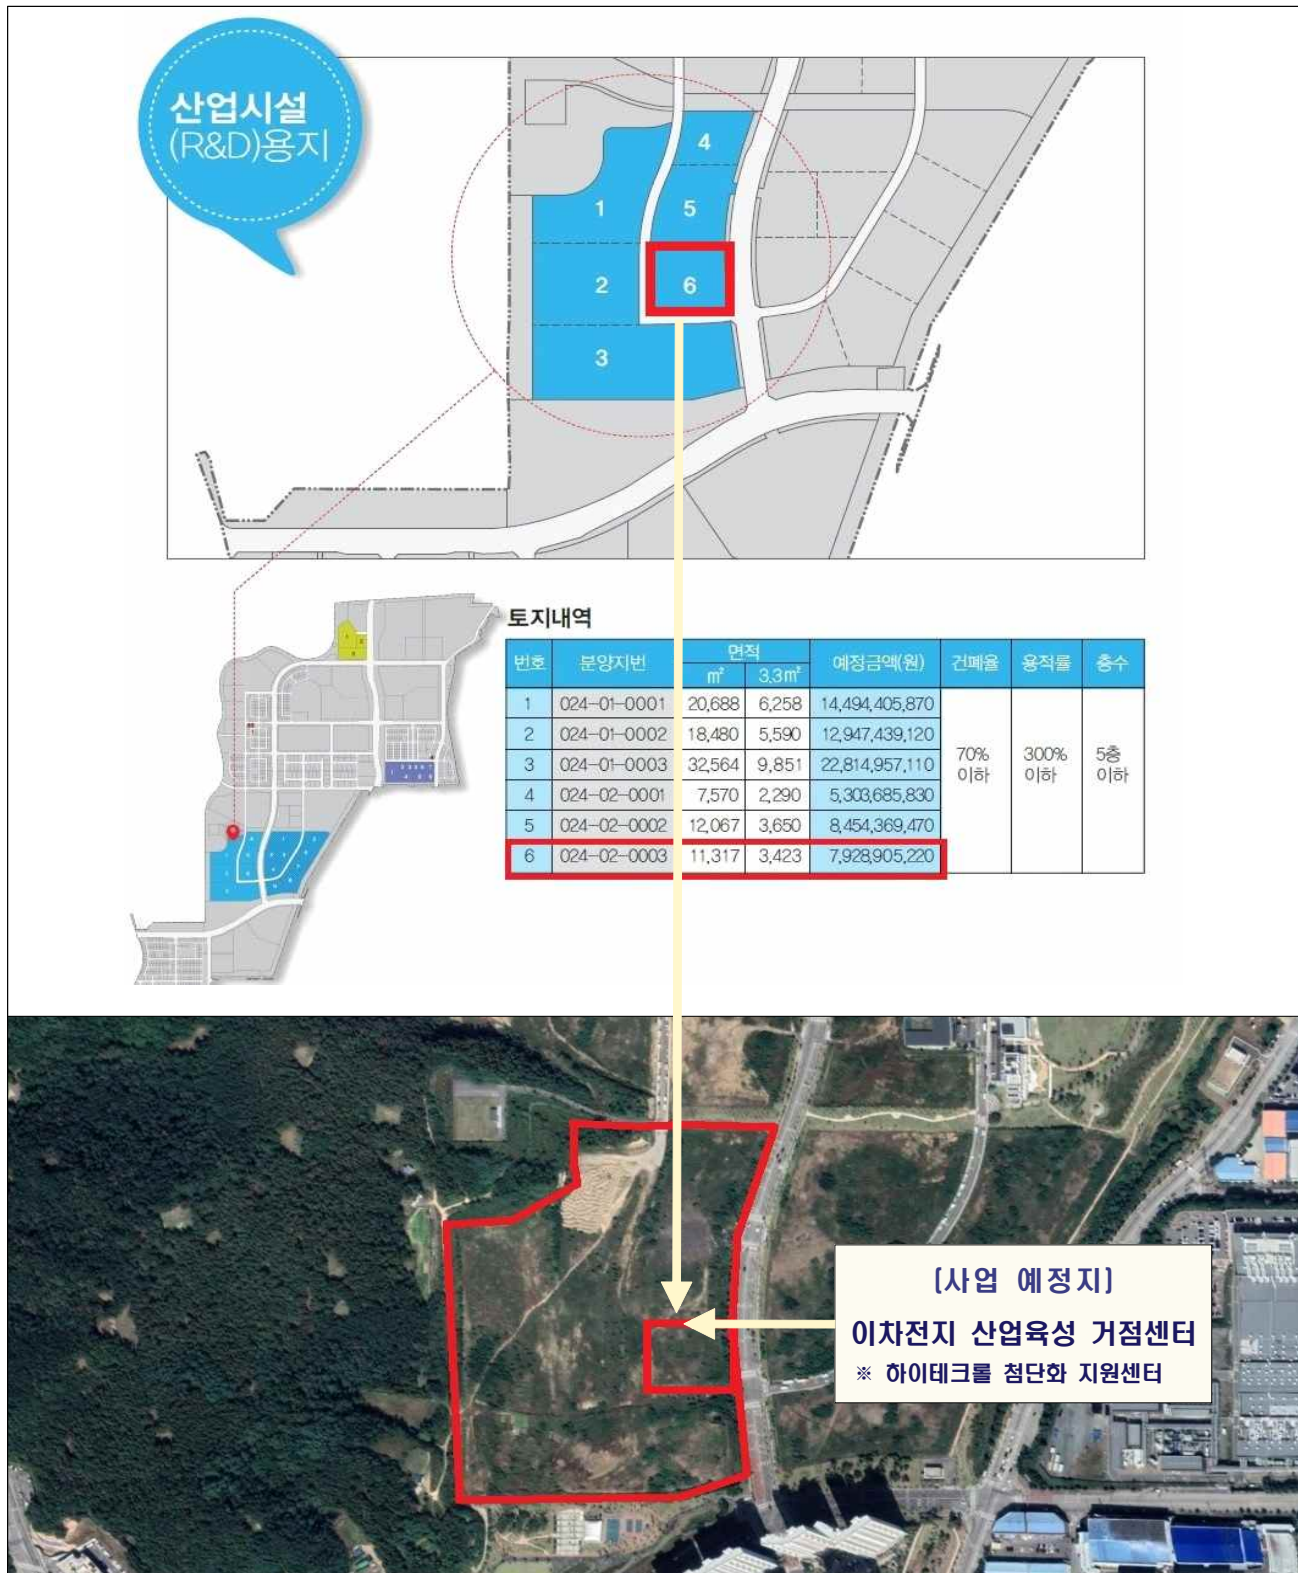 산업시설
(R&D)용지
4
1
5
2
6
3
토지내역
번호 분양지번 면적 예정금액(원) 건폐율 용적률 층수
㎡ 3.3㎡
1 024-01-0001 20,688 6,258 14,494,405,870
2 024-01-0002 18,480 5,590 12,947,439,120
3 024-01-0003 32,564 9,851 22,814,957,110
4 024-02-0001 7,570 2,290 5,303,685,830
5 024-02-0002 12,067 3,650 8,454,369,470
6 024-02-0003 11,317 3,423 7,928,905,220
70% 300% 5층
이하 이하 이하
[사업 예정지]
이차전지 산업육성 거점센터
※ 하이테크롤 첨단화 지원센터